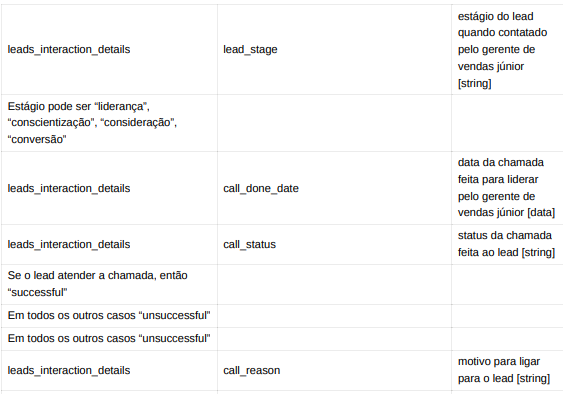 estágio do lead
quando contatado
leads_interaction_details lead_stage pelo gerente de
vendas júnior
[string]
Estágio pode ser “liderança”,
“conscientização”, “consideração”,
“conversão”
data da chamada
feita para liderar
leads_interaction_details call_done_date pelo gerente de
vendas júnior [data]
leads_interaction_details call_status status da chamada
feita ao lead [string]
Se o lead atender a chamada, então
“successful”
Em todos os outros casos “unsuccessful”
Em todos os outros casos “unsuccessful”
leads_interaction_details call_reason motivo para ligar
para o lead [string]